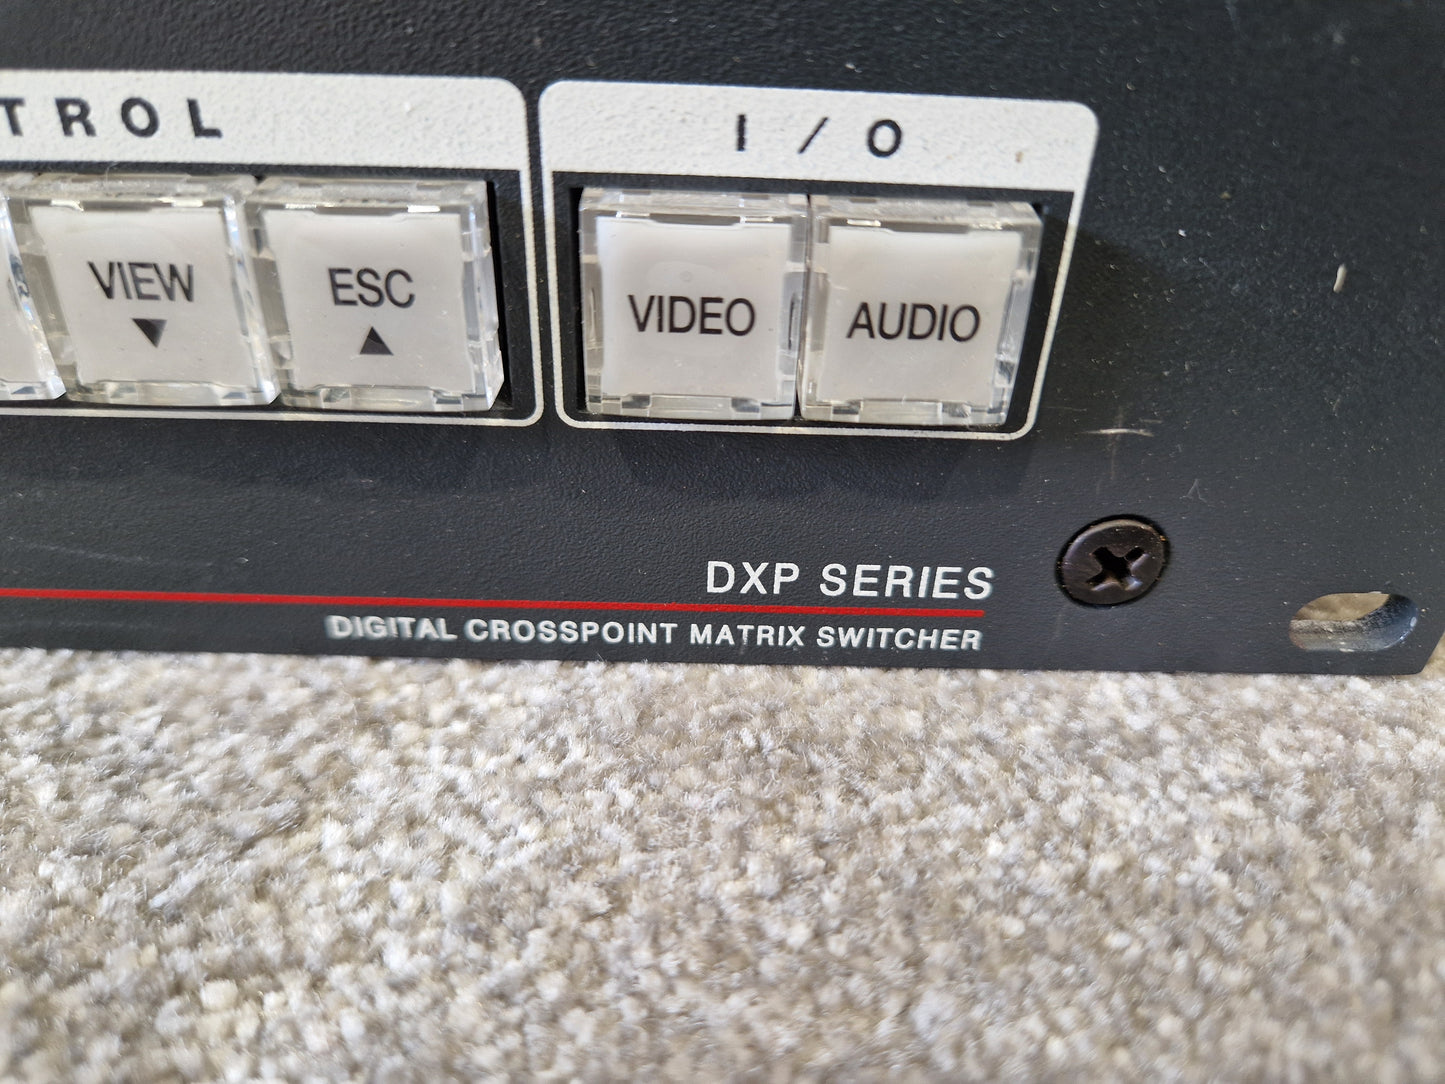 TROL
I/O
VIEW
▼
ESC
▲
VIDEO
AUDIO
DXP SERIES
DIGITAL CROSSPOINT MATRIX SWITCHER